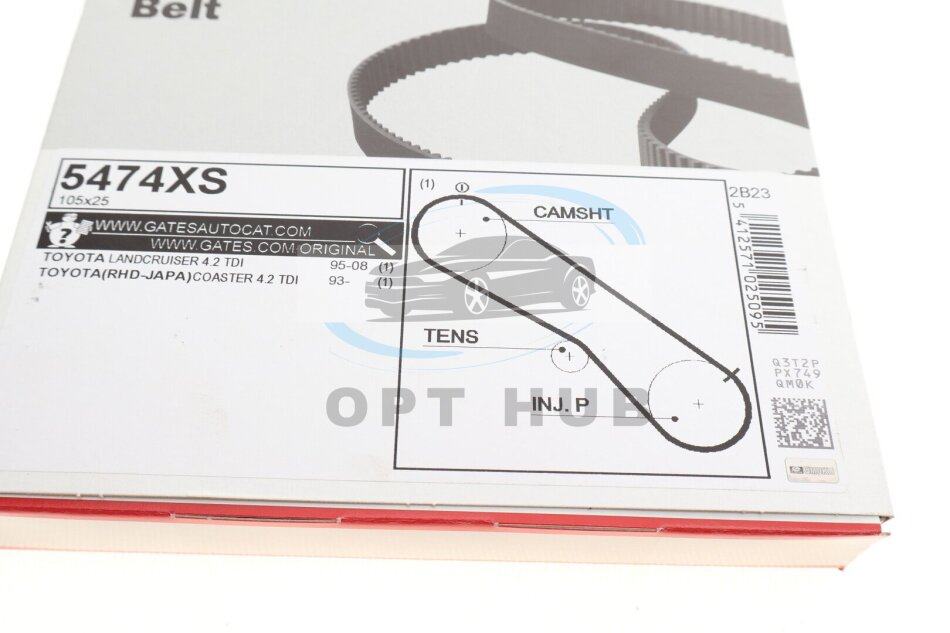 Belt
5474XS
105x25
WWW.GATESAUTOCAT.COM
WWW.GATES.COM ORIGINAL
TOYOTA LANDCRUISER 4.2 TDI 95-08 (1)
TOYOTA(RHD-JAPA)COASTER 4.2 TDI 93- (1)
(1)
CAMSHT
TENS
INJ. P
2B23
5 412571 025095
Q3T2P
PX749
QM0K
OPT HUB